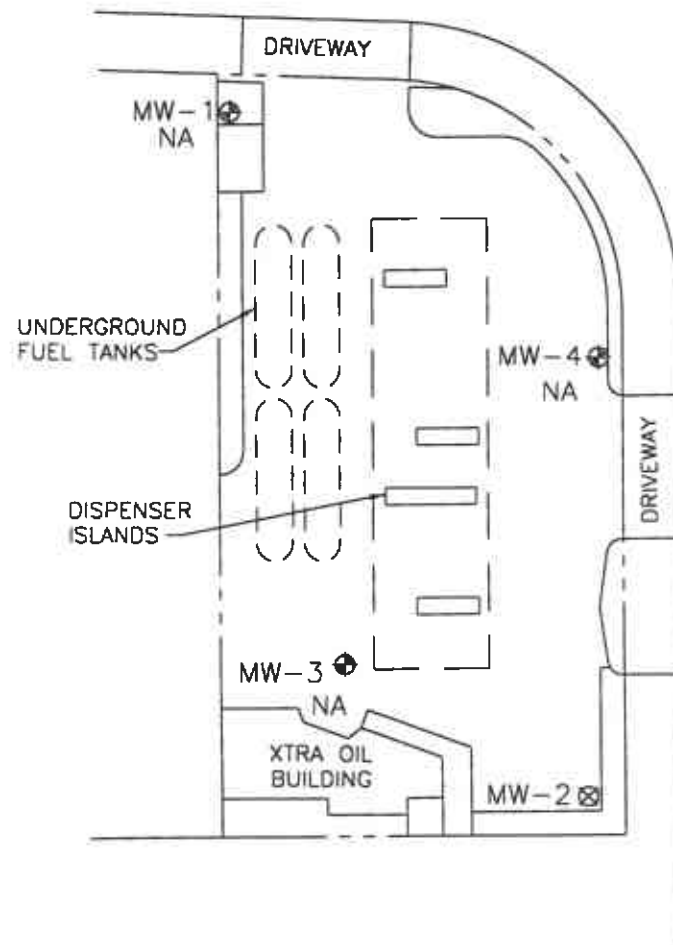 DRIVEWAY
MW-1
NA
UNDERGROUND
FUEL TANKS
MW-4
NA
DRIVEWAY
DISPENSER
ISLANDS
MW-3
NA
XTRA OIL
BUILDING
MW-2